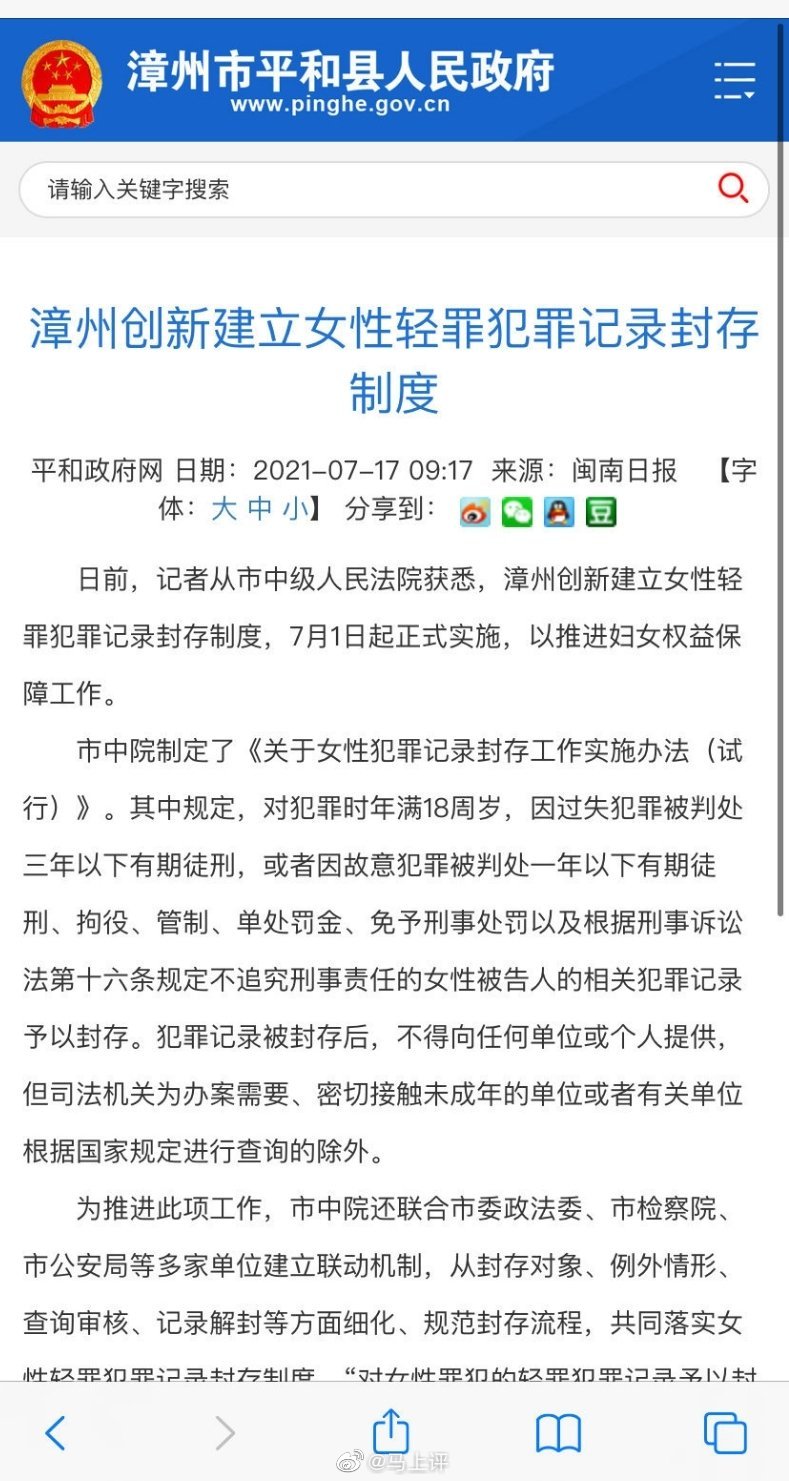 漳州市平和县人民政府
www.pinghe.gov.cn
请输入关键字搜索
漳州创新建立女性轻罪犯罪记录封存
制度
平和政府网 日期：2021-07-17 09:17 来源：闽南日报 【字
体：大 中 小】 分享到：
豆
日前，记者从市中级人民法院获悉，漳州创新建立女性轻
罪犯罪记录封存制度，7月1日起正式实施，以推进妇女权益保
障工作。
市中院制定了《关于女性犯罪记录封存工作实施办法（试
行）》。其中规定，对犯罪时年满18周岁，因过失犯罪被判处
三年以下有期徒刑，或者因故意犯罪被判处一年以下有期徒
刑、拘役、管制、单处罚金、免予刑事处罚以及根据刑事诉讼
法第十六条规定不追究刑事责任的女性被告人的相关犯罪记录
予以封存。犯罪记录被封存后，不得向任何单位或个人提供，
但司法机关为办案需要、密切接触未成年的单位或者有关单位
根据国家规定进行查询的除外。
为推进此项工作，市中院还联合市委政法委、市检察院、
市公安局等多家单位建立联动机制，从封存对象、例外情形、
查询审核、记录解封等方面细化、规范封存流程，共同落实女
性轻罪犯罪记录封存制度。“对女性罪犯的轻罪犯罪记录予以封
@马上评